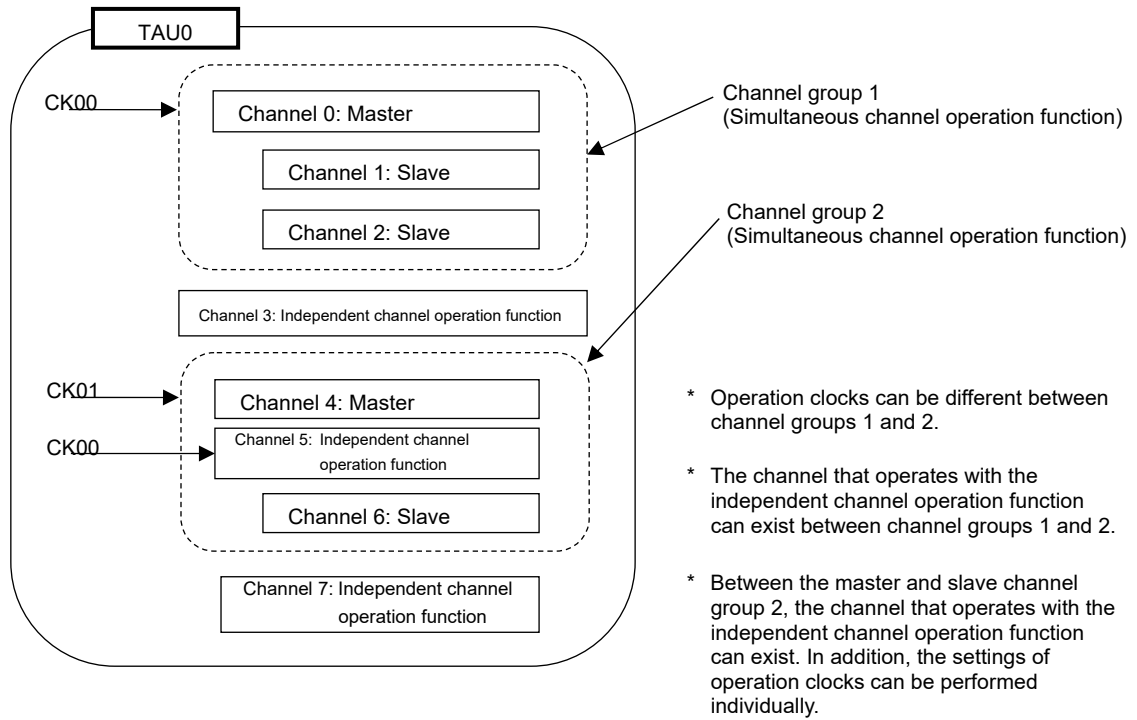 TAU0
CK00
Channel 0: Master
Channel 1: Slave
Channel 2: Slave
Channel group 1
(Simultaneous channel operation function)
Channel group 2
(Simultaneous channel operation function)
Channel 3: Independent channel operation function
CK01
Channel 4: Master
CK00
Channel 5: Independent channel
operation function
Channel 6: Slave
Channel 7: Independent channel
operation function
* Operation clocks can be different between
channel groups 1 and 2.
* The channel that operates with the
independent channel operation function
can exist between channel groups 1 and 2.
* Between the master and slave channel
group 2, the channel that operates with the
independent channel operation function
can exist. In addition, the settings of
operation clocks can be performed
individually.